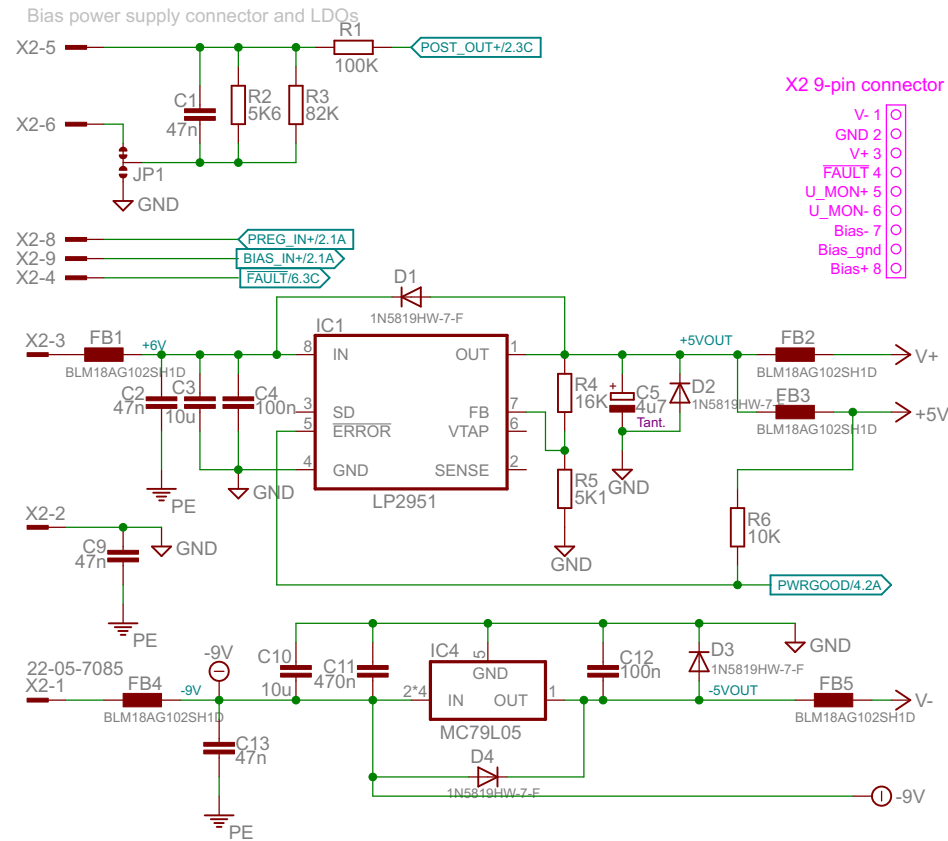 Bias power supply connector and LDOs
X2-5
R1
100K
POST_OUT+/2.3C
C1
47n
R2
5K6
R3
82K
X2-6
JP1
GND
X2 9-pin connector
V- 1
GND 2
V+ 3
FAULT 4
U_MON+ 5
U_MON- 6
Bias- 7
Bias_gnd
Bias+ 8
X2-8
PREG_IN+/2.1A
X2-9
BIAS_IN+/2.1A
X2-4
FAULT/6.3C
D1
1N5819HW-7-F
X2-3
FB1
BLM18AG102SH1D
+6V
C2
47n
C3
10u
C4
100n
IC1
8
IN
OUT
1
3
SD
FB
7
5
ERROR
VTAP
6
4
GND
SENSE
2
LP2951
GND
PE
R4
16K
R5
5K1
GND
C5
+
4u7
Tant.
GND
D2
1N5819HW-7-F
+5VOUT
FB2
BLM18AG102SH1D
V+
FB3
BLM18AG102SH1D
+5V
R6
10K
PWRGOOD/4.2A
X2-2
GND
C9
47n
PE
22-05-7085
X2-1
FB4
BLM18AG102SH1D
-9V
-9V
C13
47n
PE
C10
10u
C11
470n
IC4
5
GND
2*4
IN
OUT
1
MC79L05
D4
1N5819HW-7-F
C12
100n
D3
1N5819HW-7-F
GND
-5VOUT
FB5
BLM18AG102SH1D
V-
-9V